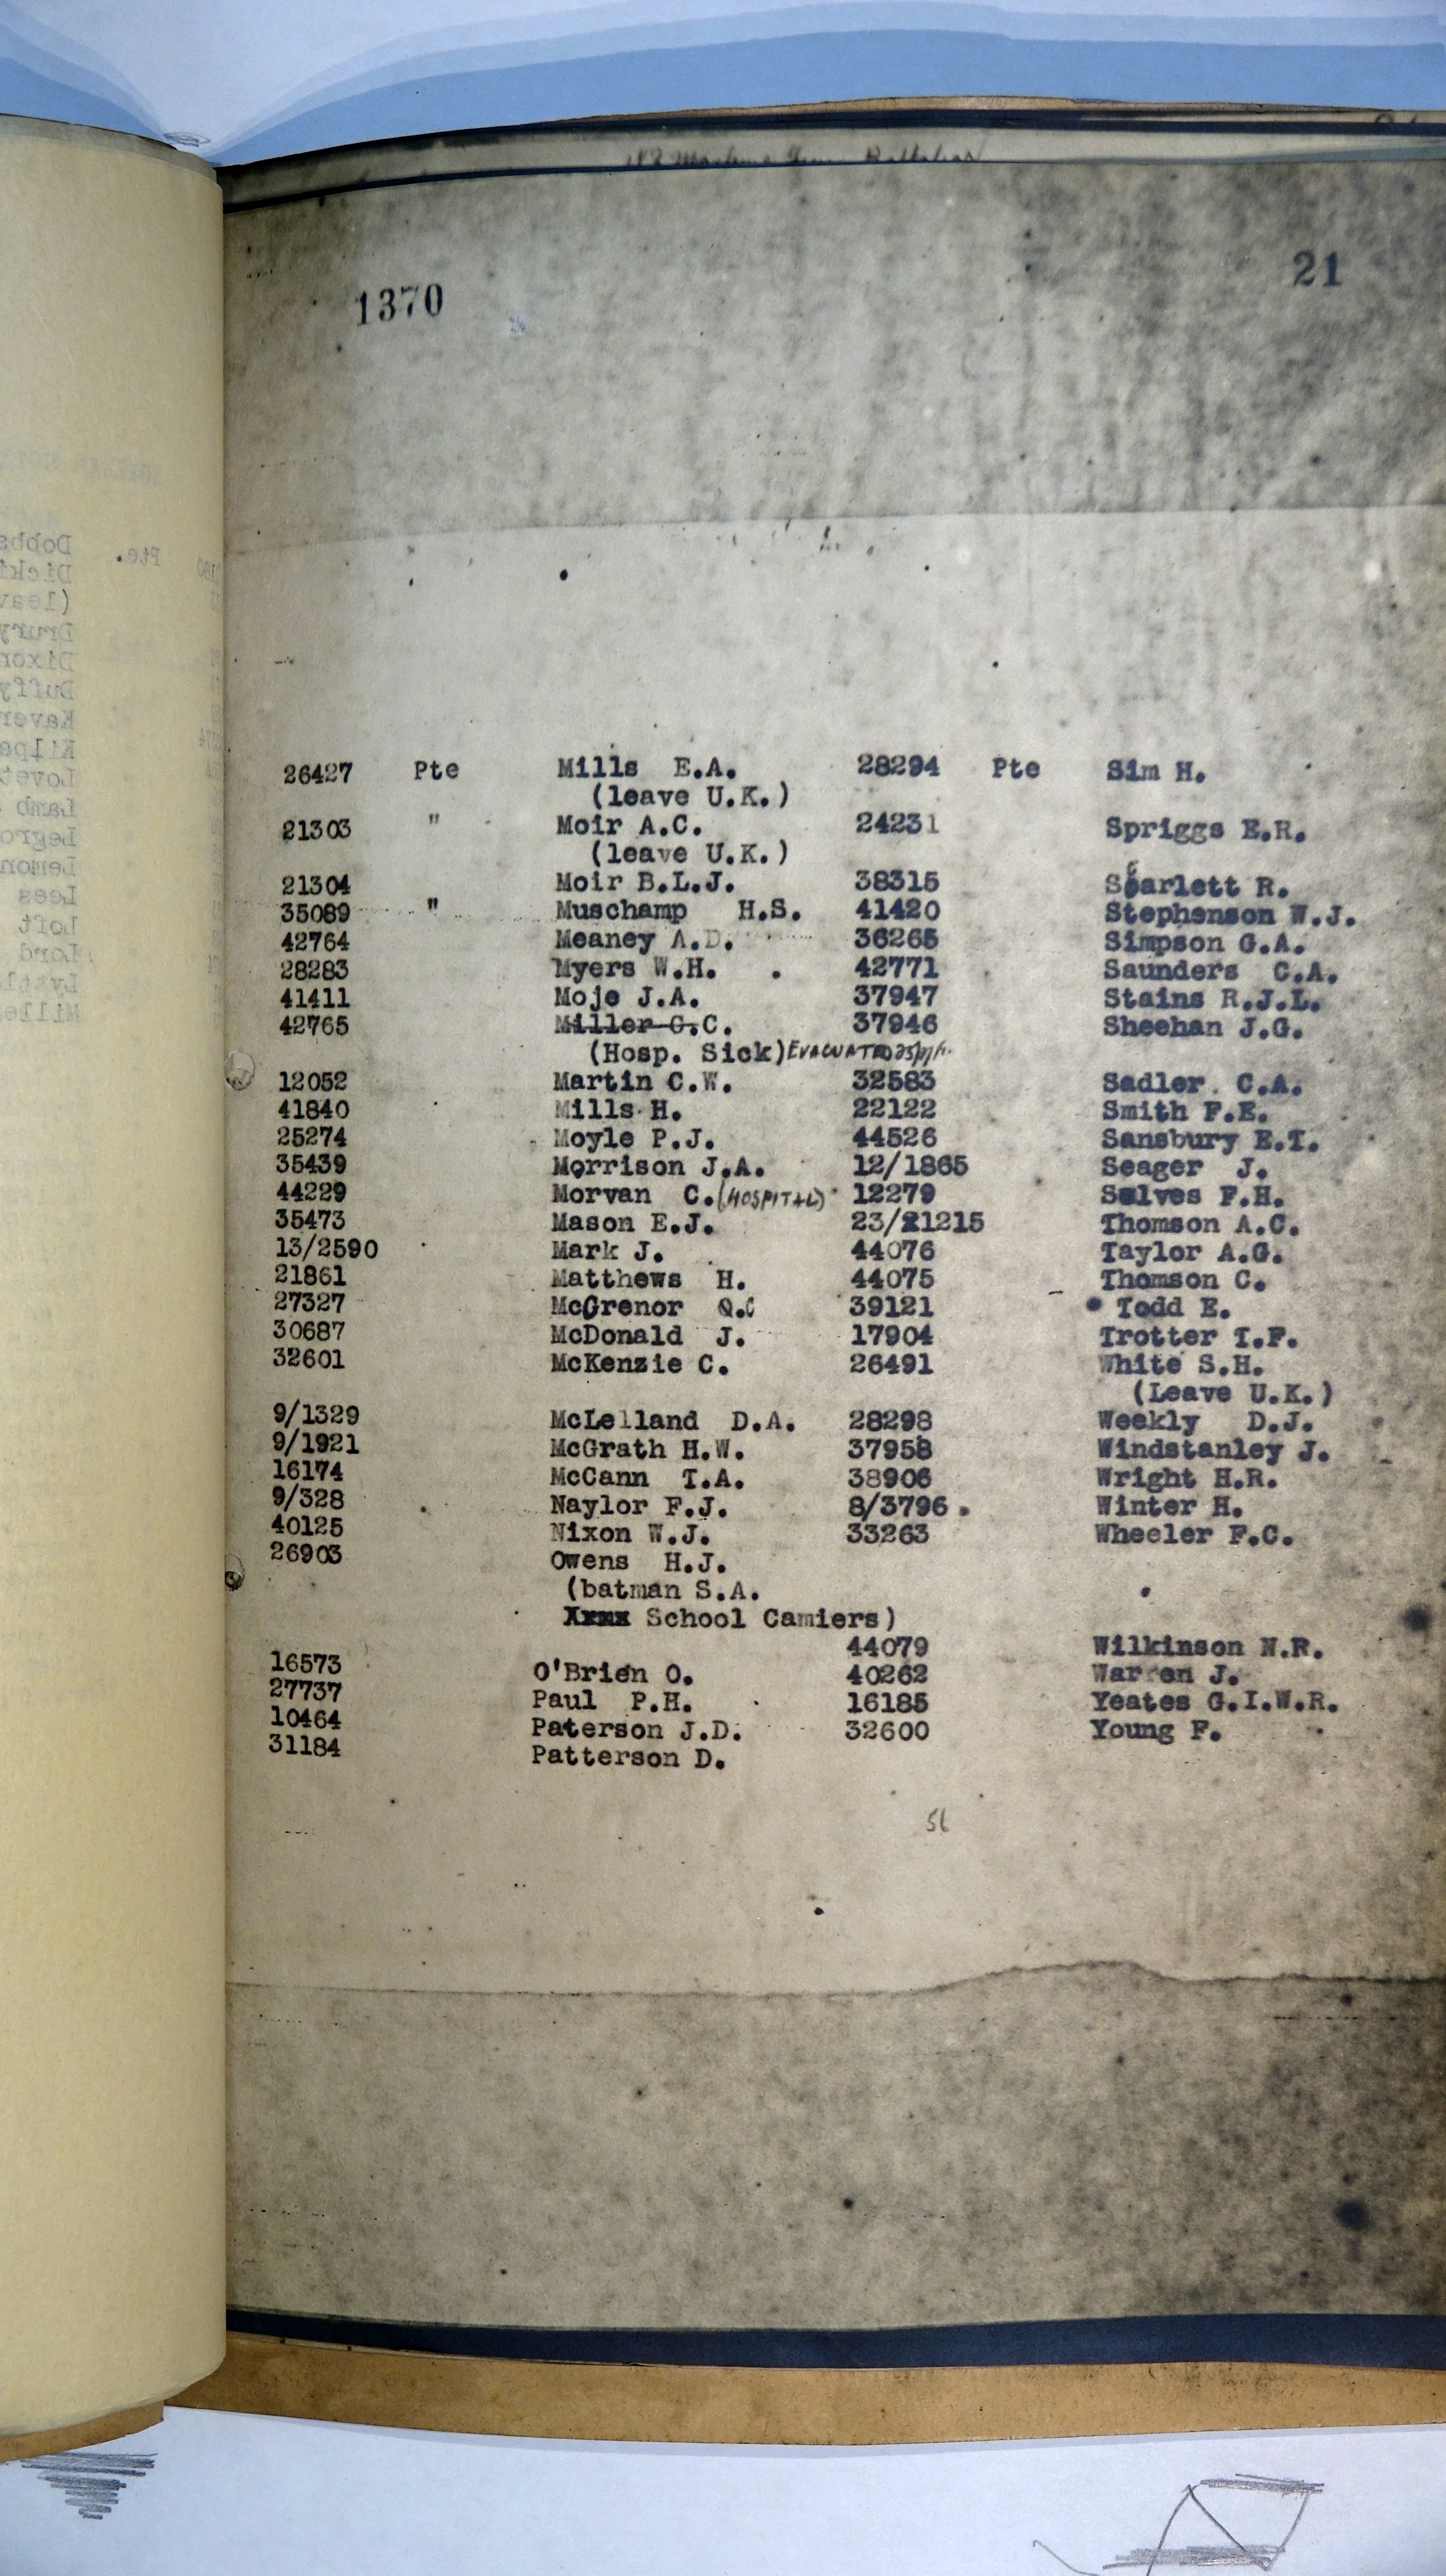 1370
21
26427 Pte Mills E.A. 28294 Pte Sim H.
(leave U.K.)
21303 " Moir A.C. 24231 Spriggs E.R.
(leave U.K.)
21304 Moir B.L.J. 38315 Scarlett R.
35089 " Muschamp H.S. 41420 Stephenson W.J.
42764 Meaney A.D. 36265 Simpson G.A.
28283 Myers W.H. 42771 Saunders C.A.
41411 Moje J.A. 37947 Stains R.J.L.
42765 Miller G.C. 37946 Sheehan J.G.
(Hosp. Sick) EVACUATED
12052 Martin C.W. 32583 Sadler C.A.
41840 Mills H. 22122 Smith F.E.
25274 Moyle P.J. 44526 Sansbury E.I.
35439 Morrison J.A. 12/1865 Seager J.
44229 Morvan C. (HOSPITAL) 12279 Selves F.H.
35473 Mason E.J. 23/21215 Thomson A.C.
13/2590 Mark J. 44076 Taylor A.G.
21861 Matthews H. 44075 Thomson C.
27327 McGrenor Q.C 39121 Todd E.
30687 McDonald J. 17904 Trotter I.F.
32601 McKenzie C. 26491 White S.H.
(Leave U.K.)
9/1329 McLelland D.A. 28298 Weekly D.J.
9/1921 McGrath H.W. 37958 Windstanley J.
16174 McCann I.A. 38906 Wright H.R.
9/328 Naylor F.J. 8/3796. Winter H.
40125 Nixon W.J. 33263 Wheeler F.C.
26903 Owens H.J.
(batman S.A.
School Camiers)
44079 Wilkinson N.R.
16573 O'Brien O. 40262 Warren J.
27737 Paul P.H. 16185 Yeates G.I.W.R.
10464 Paterson J.D. 32600 Young F.
31184 Patterson D.
56